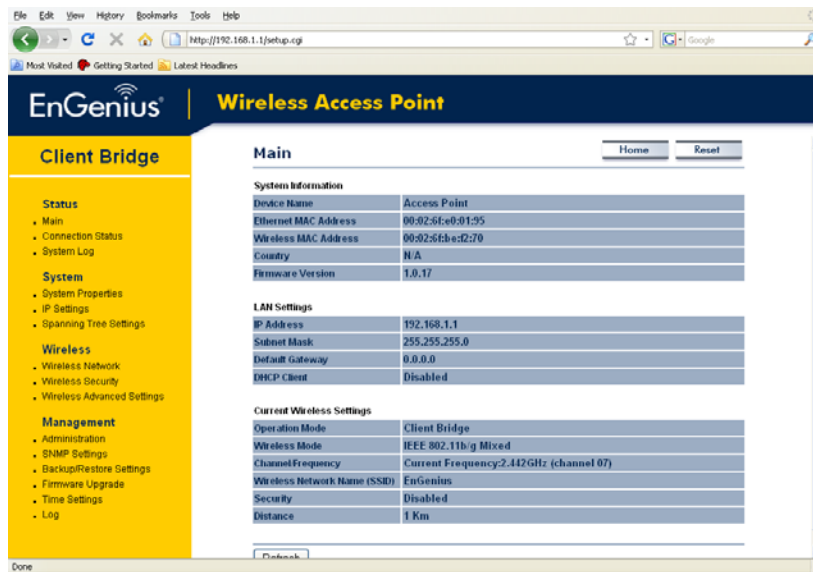 File Edit View History Bookmarks Tools Help
http://192.168.1.1/setup.cgi
G Google
Most Visited Getting Started Latest Headlines
EnGenius® Wireless Access Point
Client Bridge
Status
Main
Connection Status
System Log
System
System Properties
IP Settings
Spanning Tree Settings
Wireless
Wireless Network
Wireless Security
Wireless Advanced Settings
Management
Administration
SNMP Settings
Backup/Restore Settings
Firmware Upgrade
Time Settings
Log
Main Home Reset
System Information
Device Name Access Point
Ethernet MAC Address 00:02:6f:e0:01:95
Wireless MAC Address 00:02:6f:be:f2:70
Country N/A
Firmware Version 1.0.17
LAN Settings
IP Address 192.168.1.1
Subnet Mask 255.255.255.0
Default Gateway 0.0.0.0
DHCP Client Disabled
Current Wireless Settings
Operation Mode Client Bridge
Wireless Mode IEEE 802.11b/g Mixed
Channel/Frequency Current Frequency:2.442GHz (channel 07)
Wireless Network Name (SSID) EnGenius
Security Disabled
Distance 1 Km
Refresh
Done